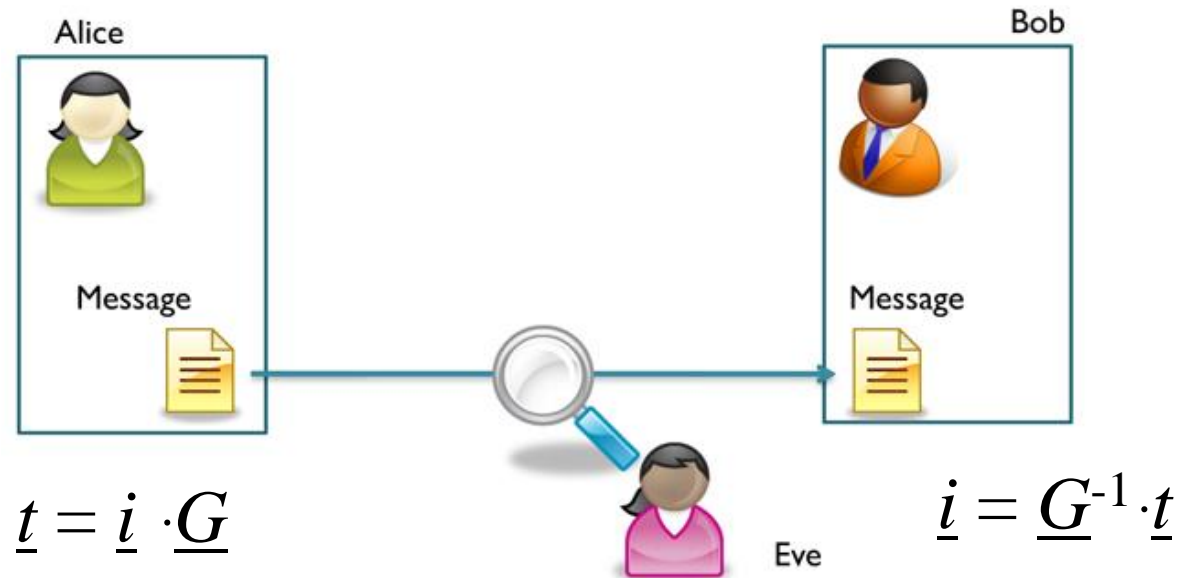 Alice
Bob
Message
Message
t = i ·G
i = G⁻¹·t
Eve